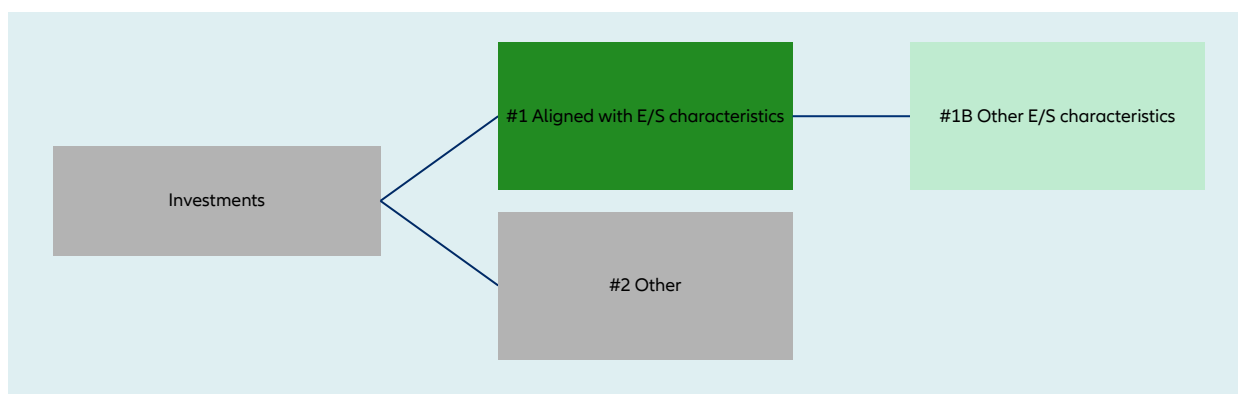 #1 Aligned with E/S characteristics
#1B Other E/S characteristics
Investments
#2 Other